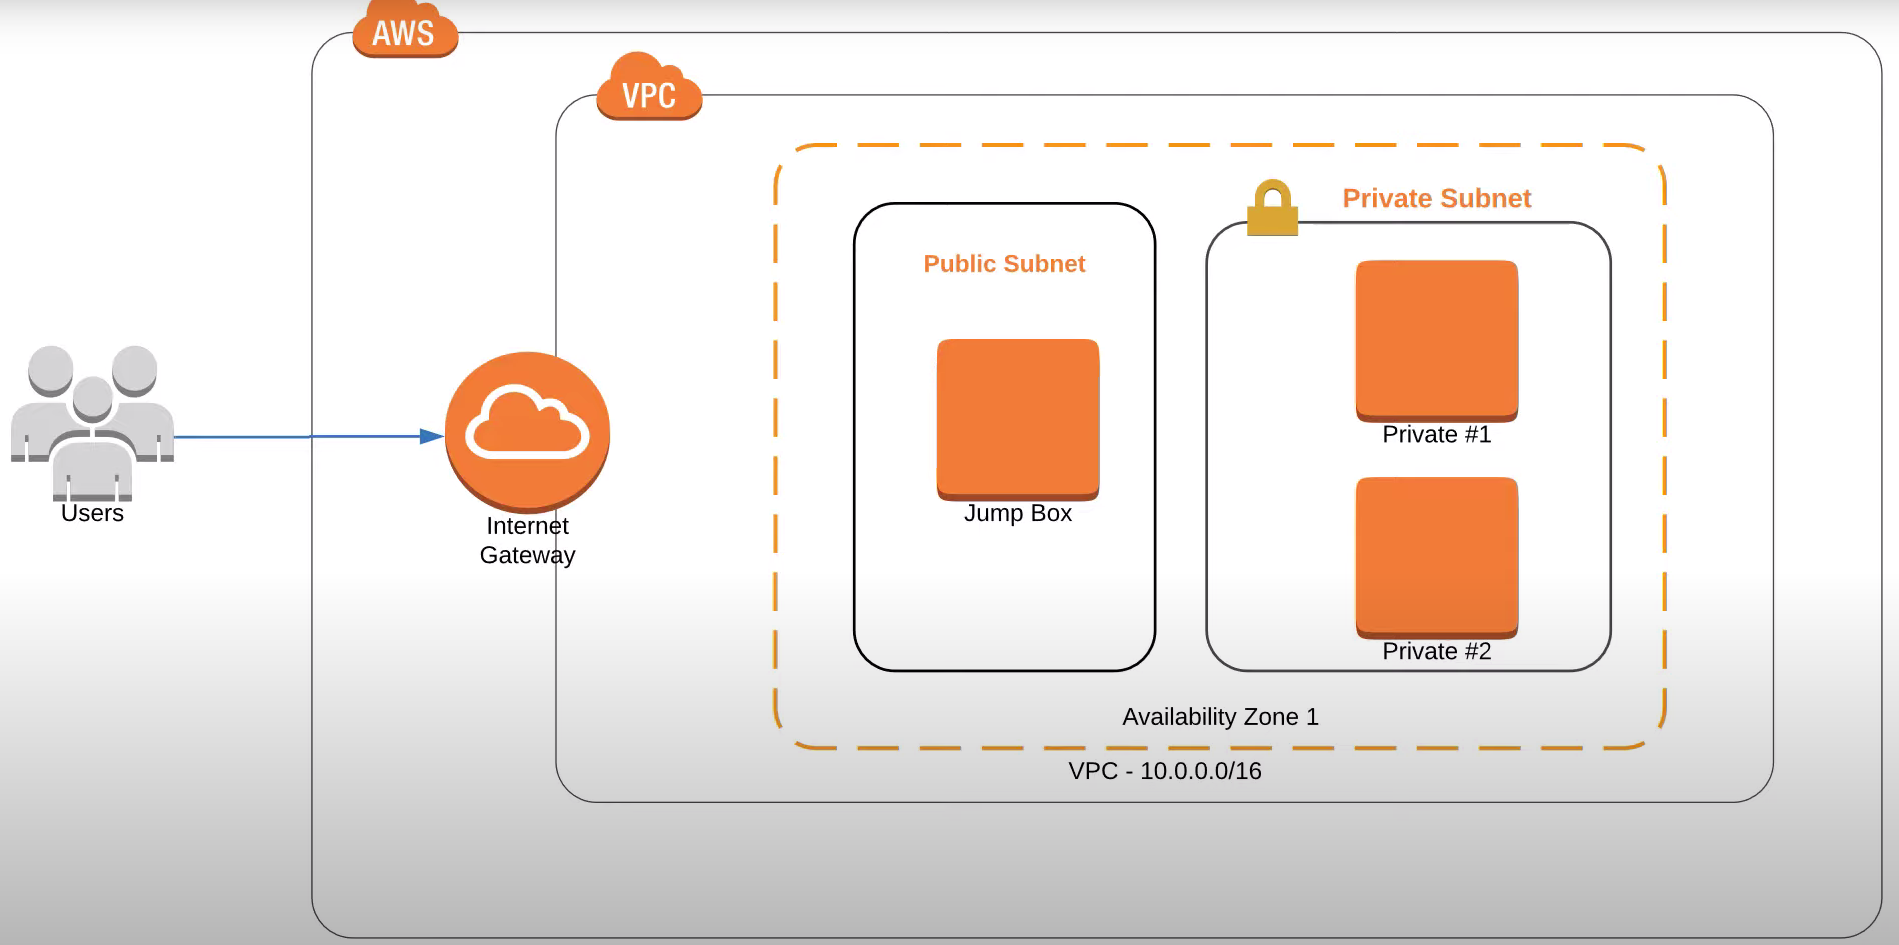 AWS
VPC
Private Subnet
Public Subnet
Private #1
Users
Jump Box
Internet
Gateway
Private #2
Availability Zone 1
VPC - 10.0.0.0/16